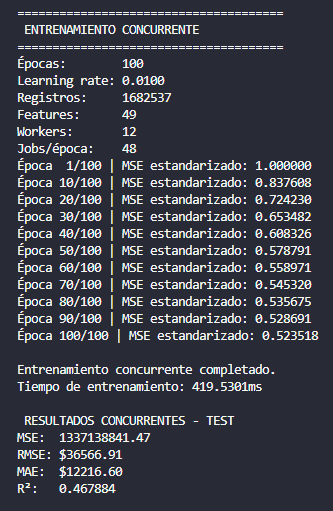 ======================================
ENTRENAMIENTO CONCURRENTE
======================================
Épocas: 100
Learning rate: 0.0100
Registros: 1682537
Features: 49
Workers: 12
Jobs/época: 48
Época 1/100 | MSE estandarizado: 1.000000
Época 10/100 | MSE estandarizado: 0.837608
Época 20/100 | MSE estandarizado: 0.724230
Época 30/100 | MSE estandarizado: 0.653482
Época 40/100 | MSE estandarizado: 0.608326
Época 50/100 | MSE estandarizado: 0.578791
Época 60/100 | MSE estandarizado: 0.558971
Época 70/100 | MSE estandarizado: 0.545320
Época 80/100 | MSE estandarizado: 0.535675
Época 90/100 | MSE estandarizado: 0.528691
Época 100/100 | MSE estandarizado: 0.523518
Entrenamiento concurrente completado.
Tiempo de entrenamiento: 419.5301ms
RESULTADOS CONCURRENTES - TEST
MSE: 1337138841.47
RMSE: $36566.91
MAE: $12216.60
R²: 0.467884